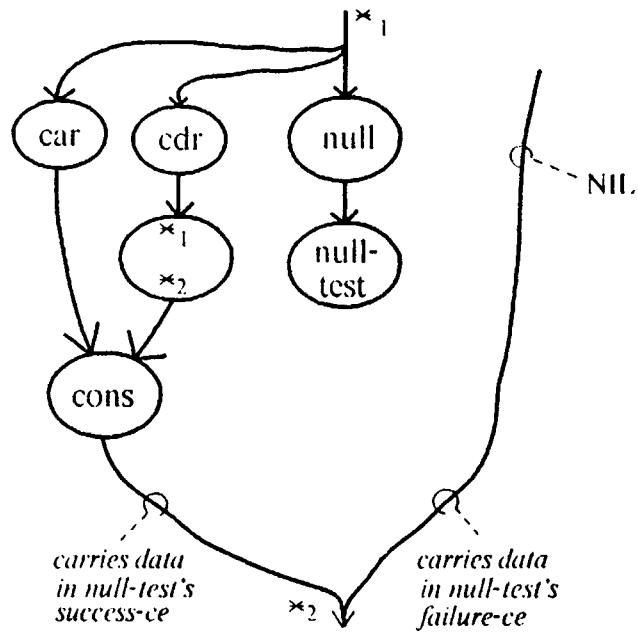 *1
car
cdr
null
NIL
*1
*2
null-
test
cons
carries data
in null-test's
success-ce
carries data
in null-test's
failure-ce
*2